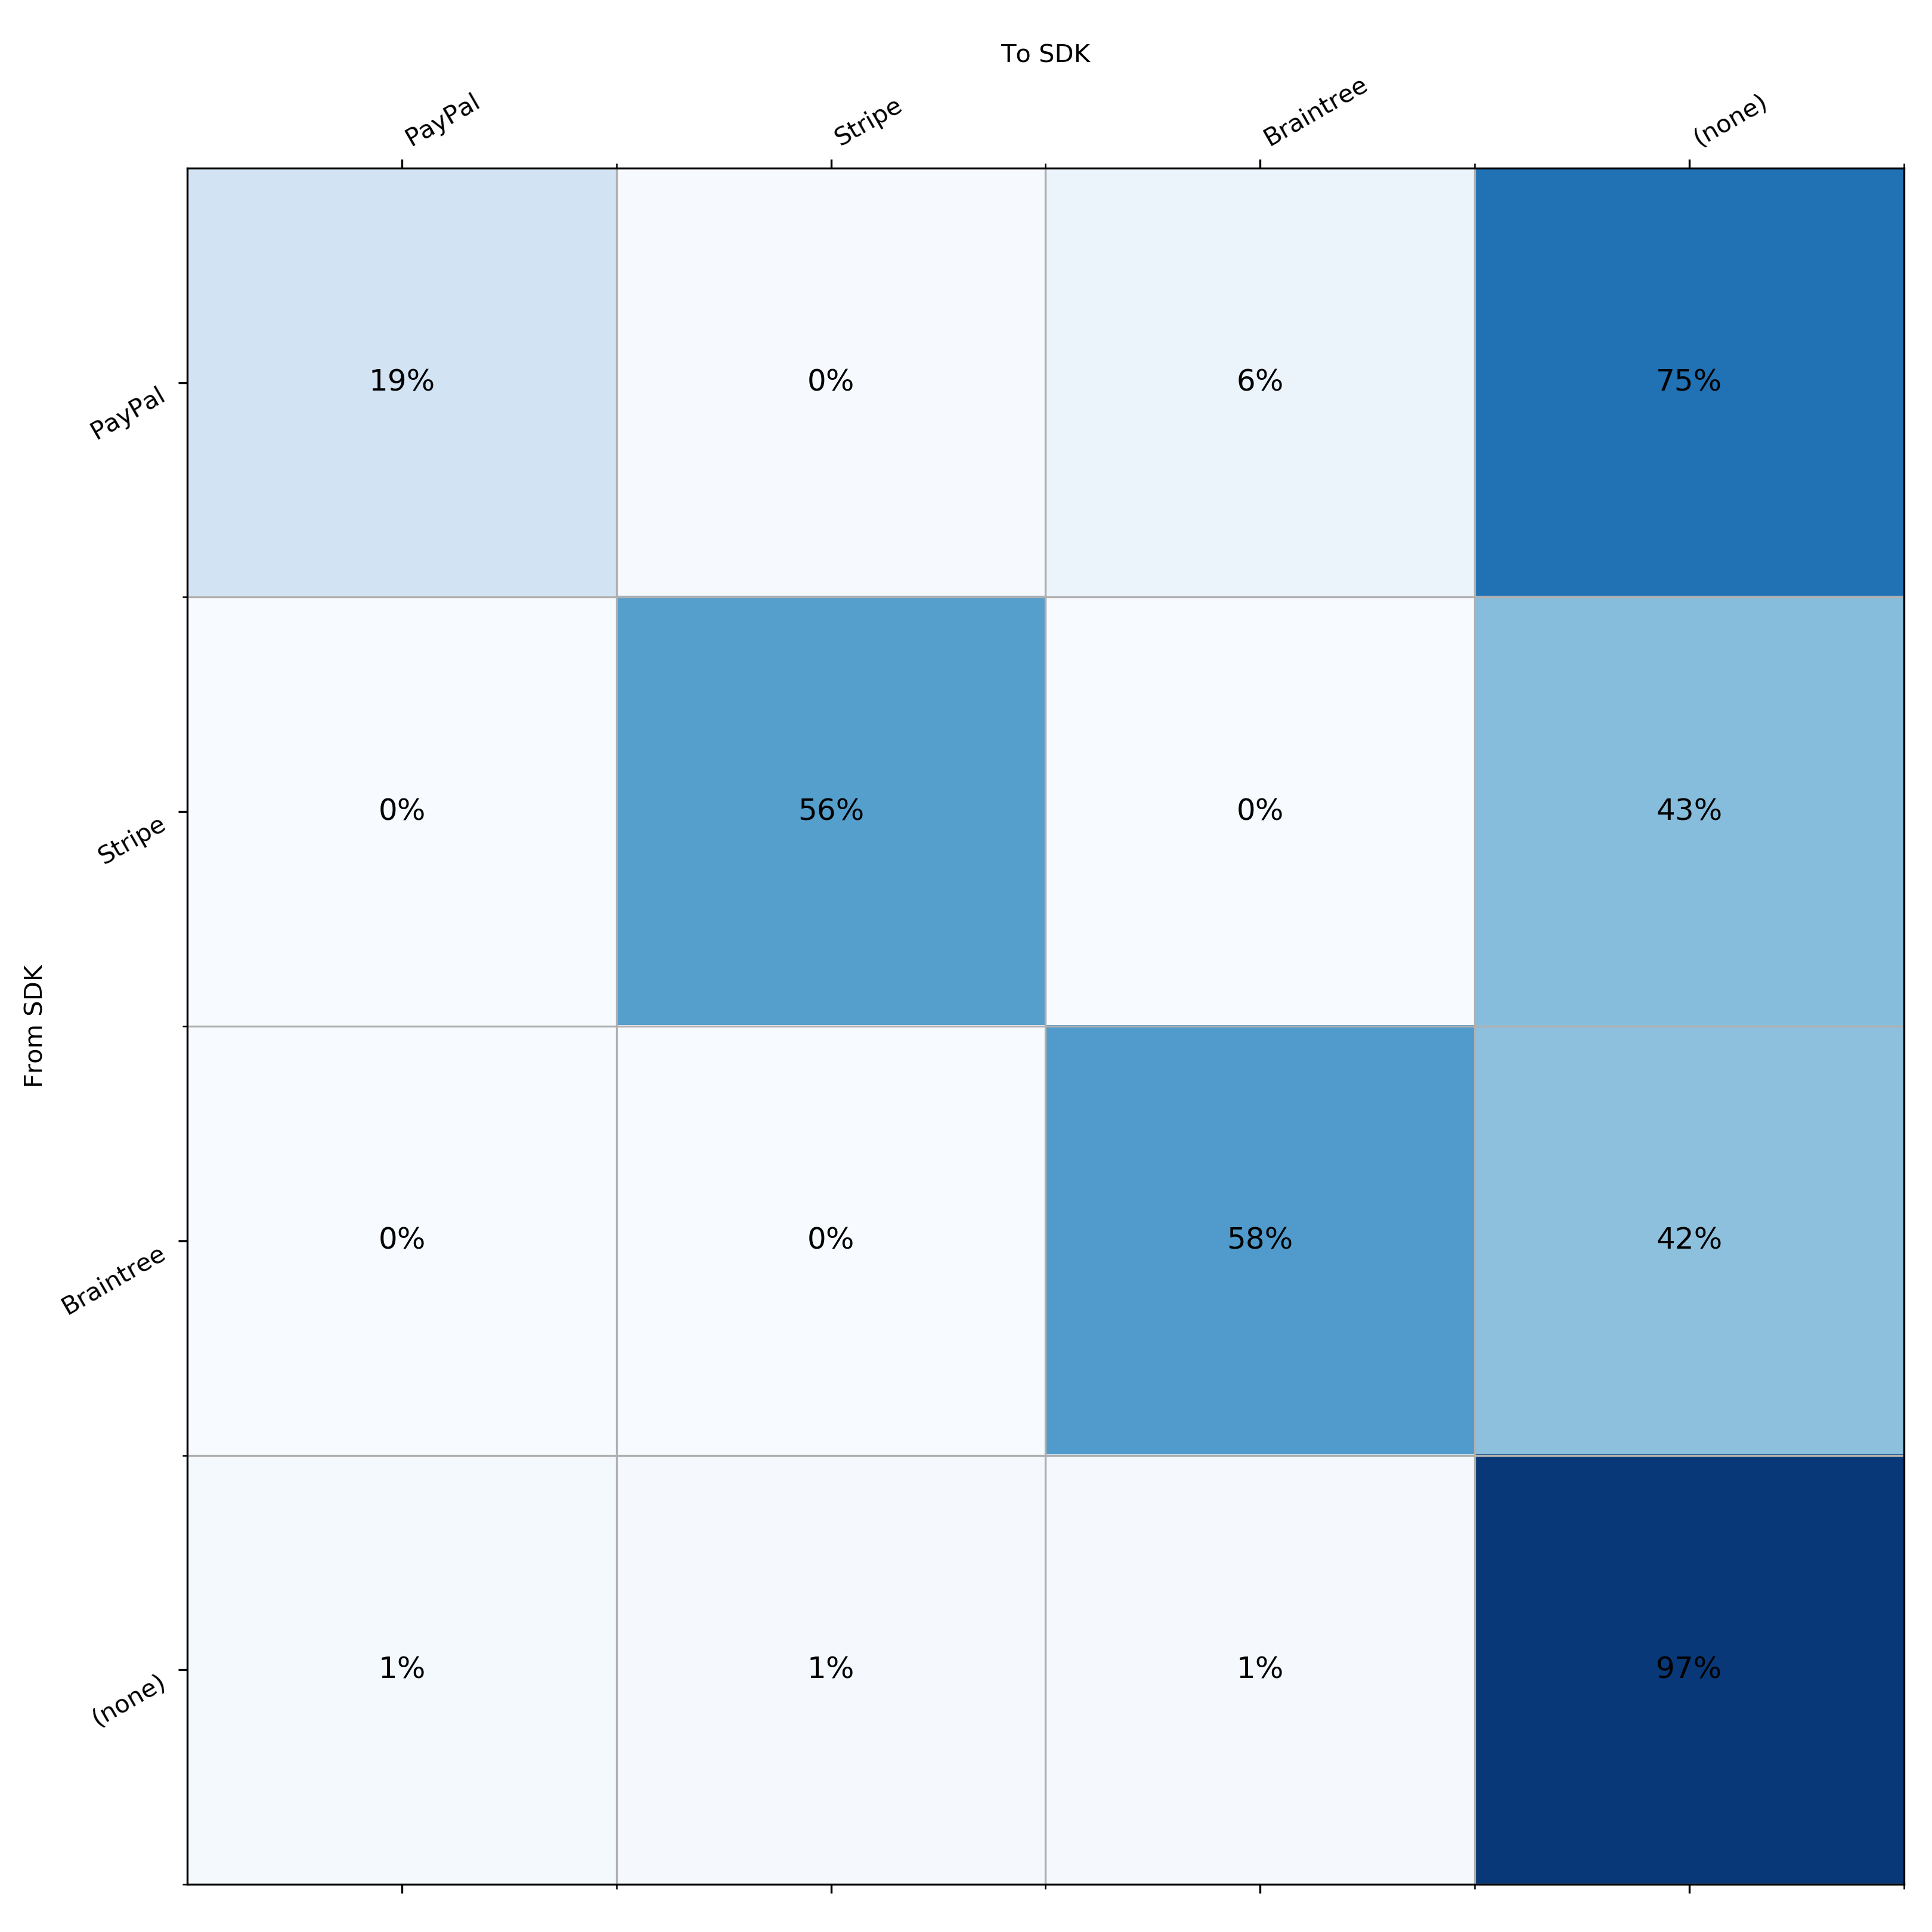 To SDK
PayPal Stripe Braintree (none)
PayPal 19% 0% 6% 75%
Stripe 0% 56% 0% 43%
From SDK
Braintree 0% 0% 58% 42%
(none) 1% 1% 1% 97%